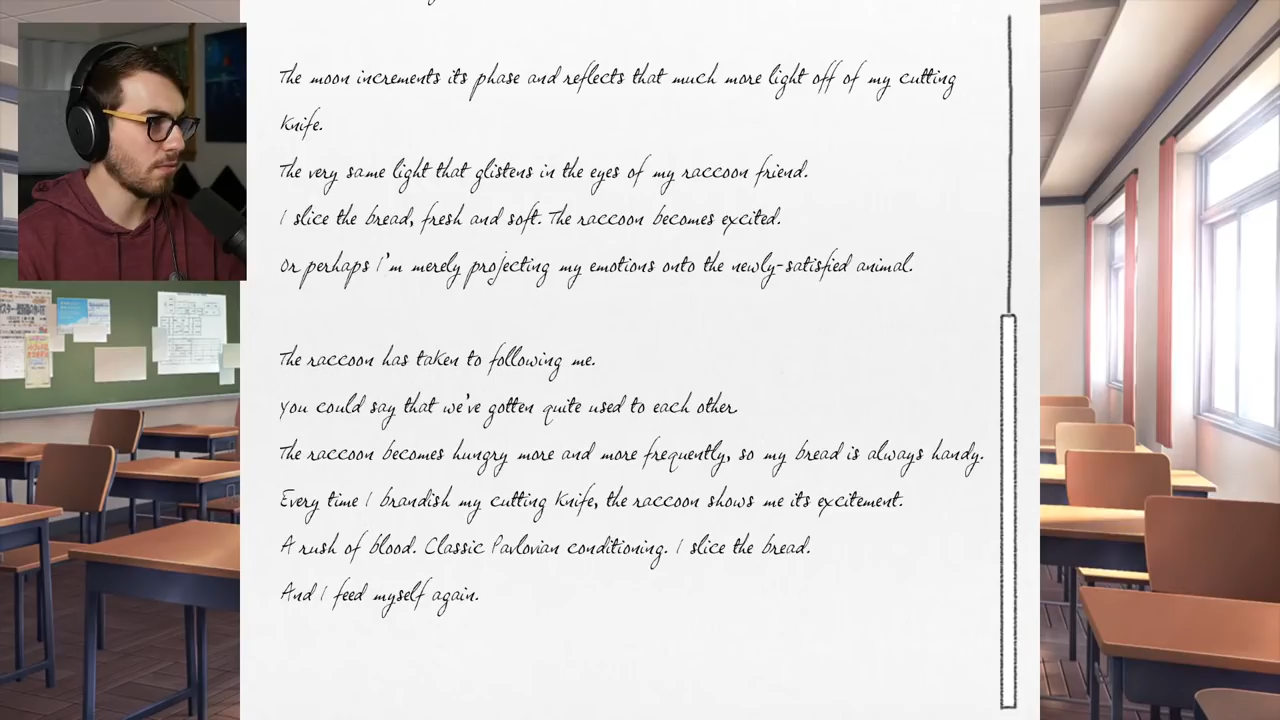 The moon increments its phase and reflects that much more light off of my cutting
knife.
The very same light that glistens in the eyes of my raccoon friend.
I slice the bread, fresh and soft. The raccoon becomes excited.
Or perhaps I'm merely projecting my emotions onto the newly-satisfied animal.
The raccoon has taken to following me.
You could say that we've gotten quite used to each other.
The raccoon becomes hungry more and more frequently, so my bread is always handy.
Every time I brandish my cutting knife, the raccoon shows me its excitement.
A rush of blood. Classic Pavlovian conditioning. I slice the bread.
And I feed myself again.